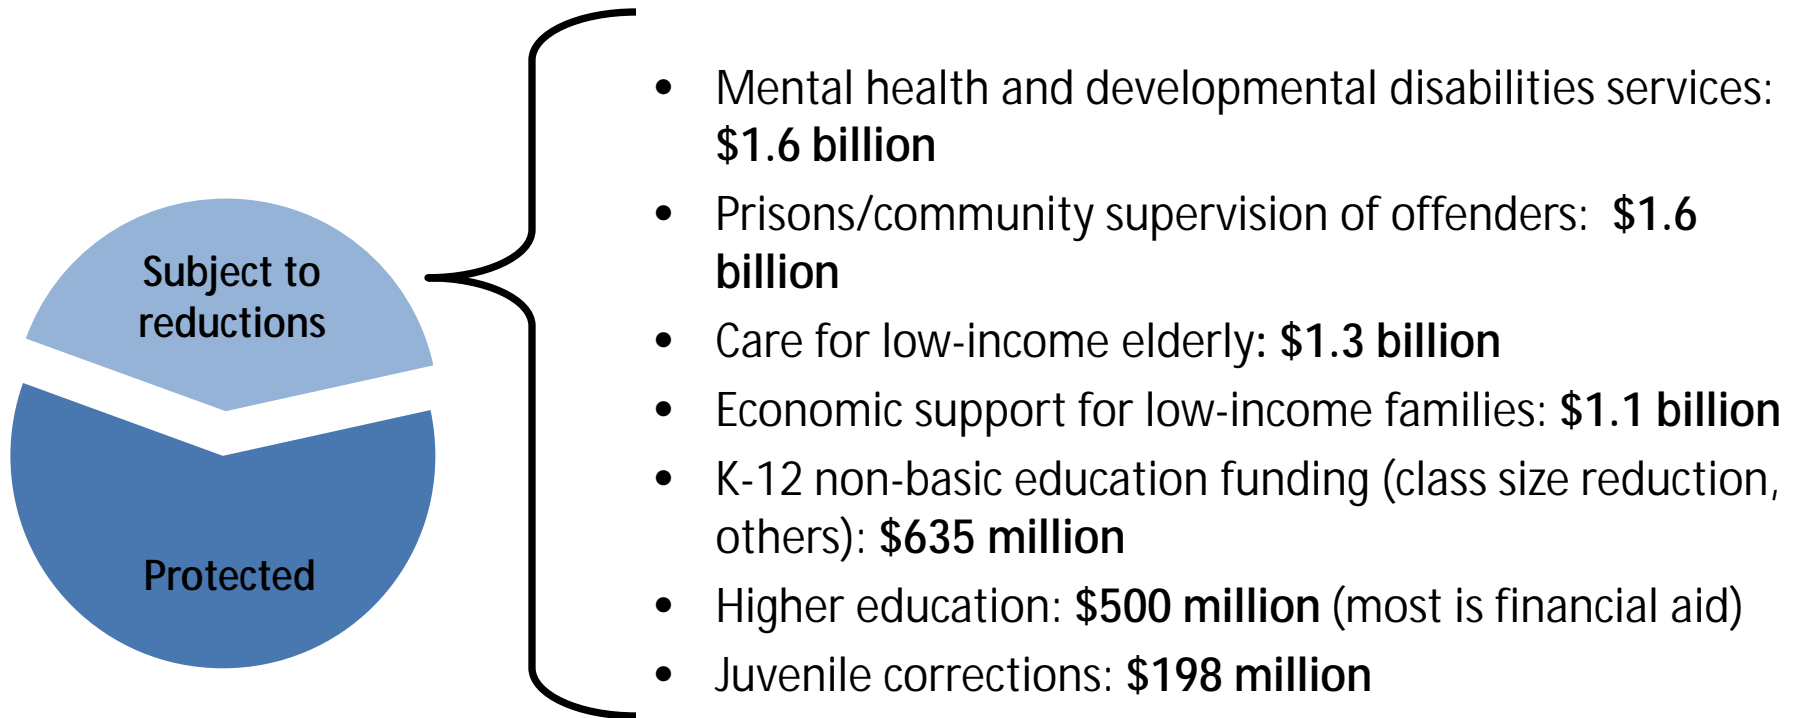 Subject to
reductions
Protected
• Mental health and developmental disabilities services:
$1.6 billion
• Prisons/community supervision of offenders: $1.6
billion
• Care for low-income elderly: $1.3 billion
• Economic support for low-income families: $1.1 billion
• K-12 non-basic education funding (class size reduction,
others): $635 million
• Higher education: $500 million (most is financial aid)
• Juvenile corrections: $198 million